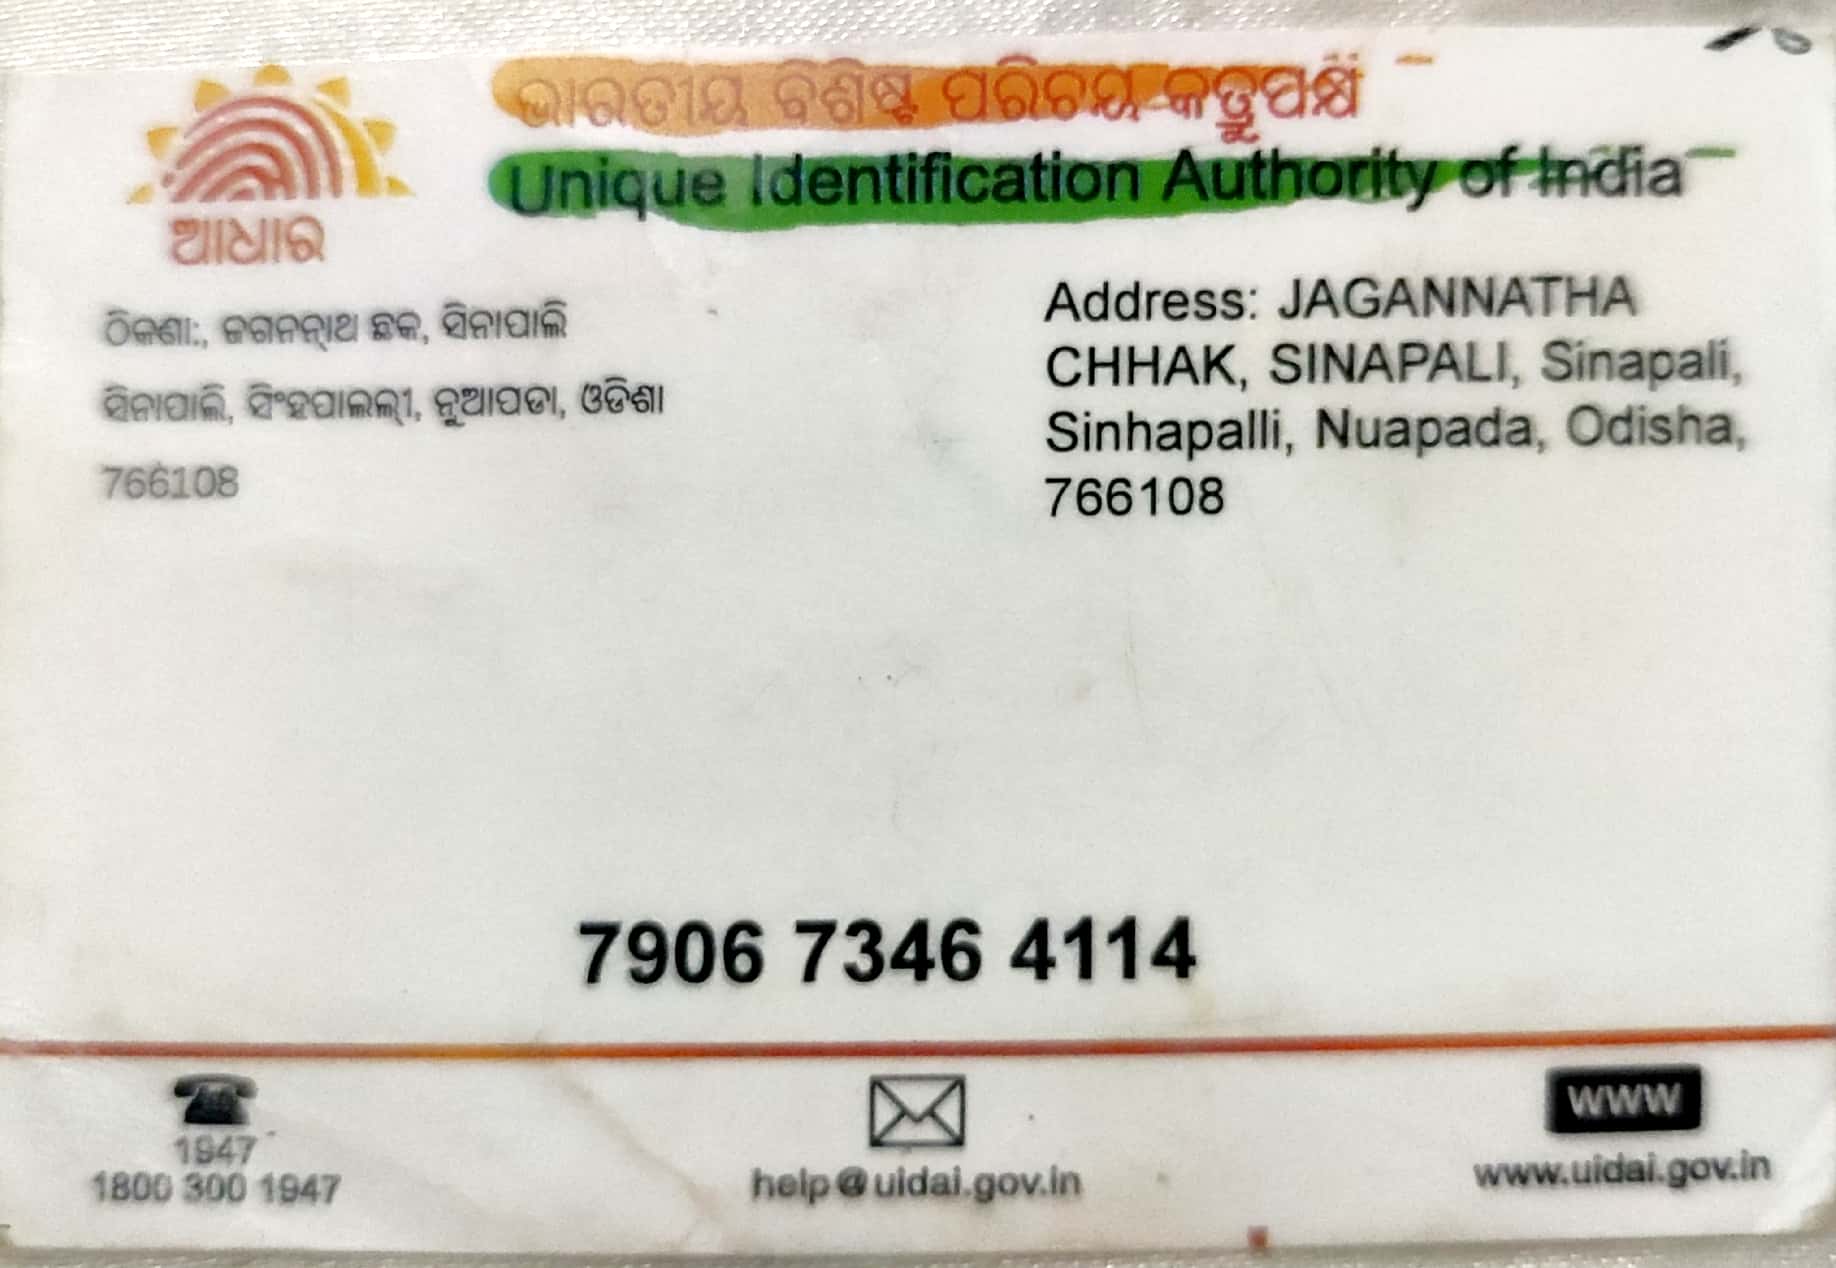 ଭାରତୀୟ ବିଶିଷ୍ଟ ପରିଚୟ କର୍ତ୍ତୃପକ୍ଷ
Unique Identification Authority of India
ଆଧାର
ଠିକଣା:, ଜଗନନ୍ନାଥ ଛକ, ସିନାପାଲି
ସିନାପାଲି, ସିଂହପାଲଲ୍ଲୀ, ନୁଆପଡା, ଓଡିଶା
766108
Address: JAGANNATHA
CHHAK, SINAPALI, Sinapali,
Sinhapalli, Nuapada, Odisha,
766108
7906 7346 4114
1947
1800 300 1947
help@uidai.gov.in
WWW
www.uidai.gov.in